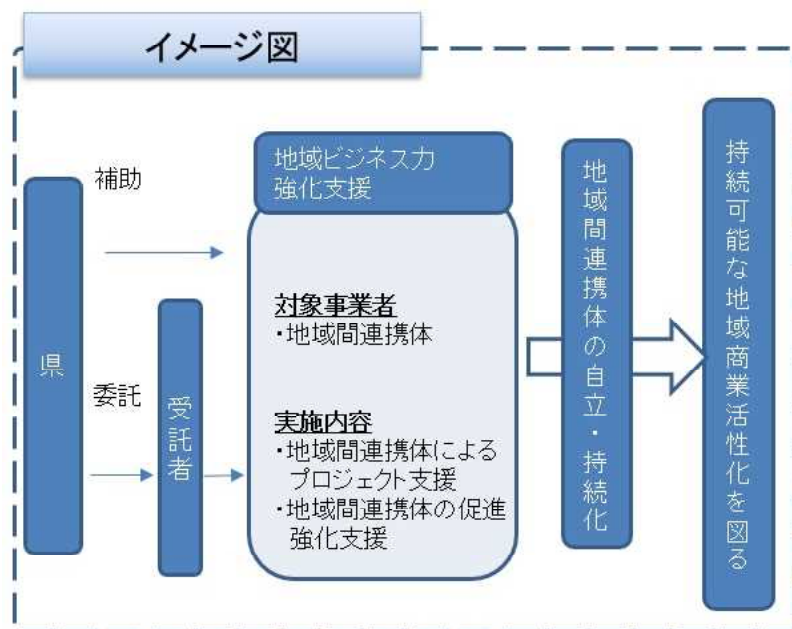 イメージ図
県
補助
委託
受託者
地域ビジネス力
強化支援
対象事業者
・地域間連携体
実施内容
・地域間連携体による
プロジェクト支援
・地域間連携体の促進
強化支援
地域間連携体の自立・持続化
持続可能な地域商業活性化を図る